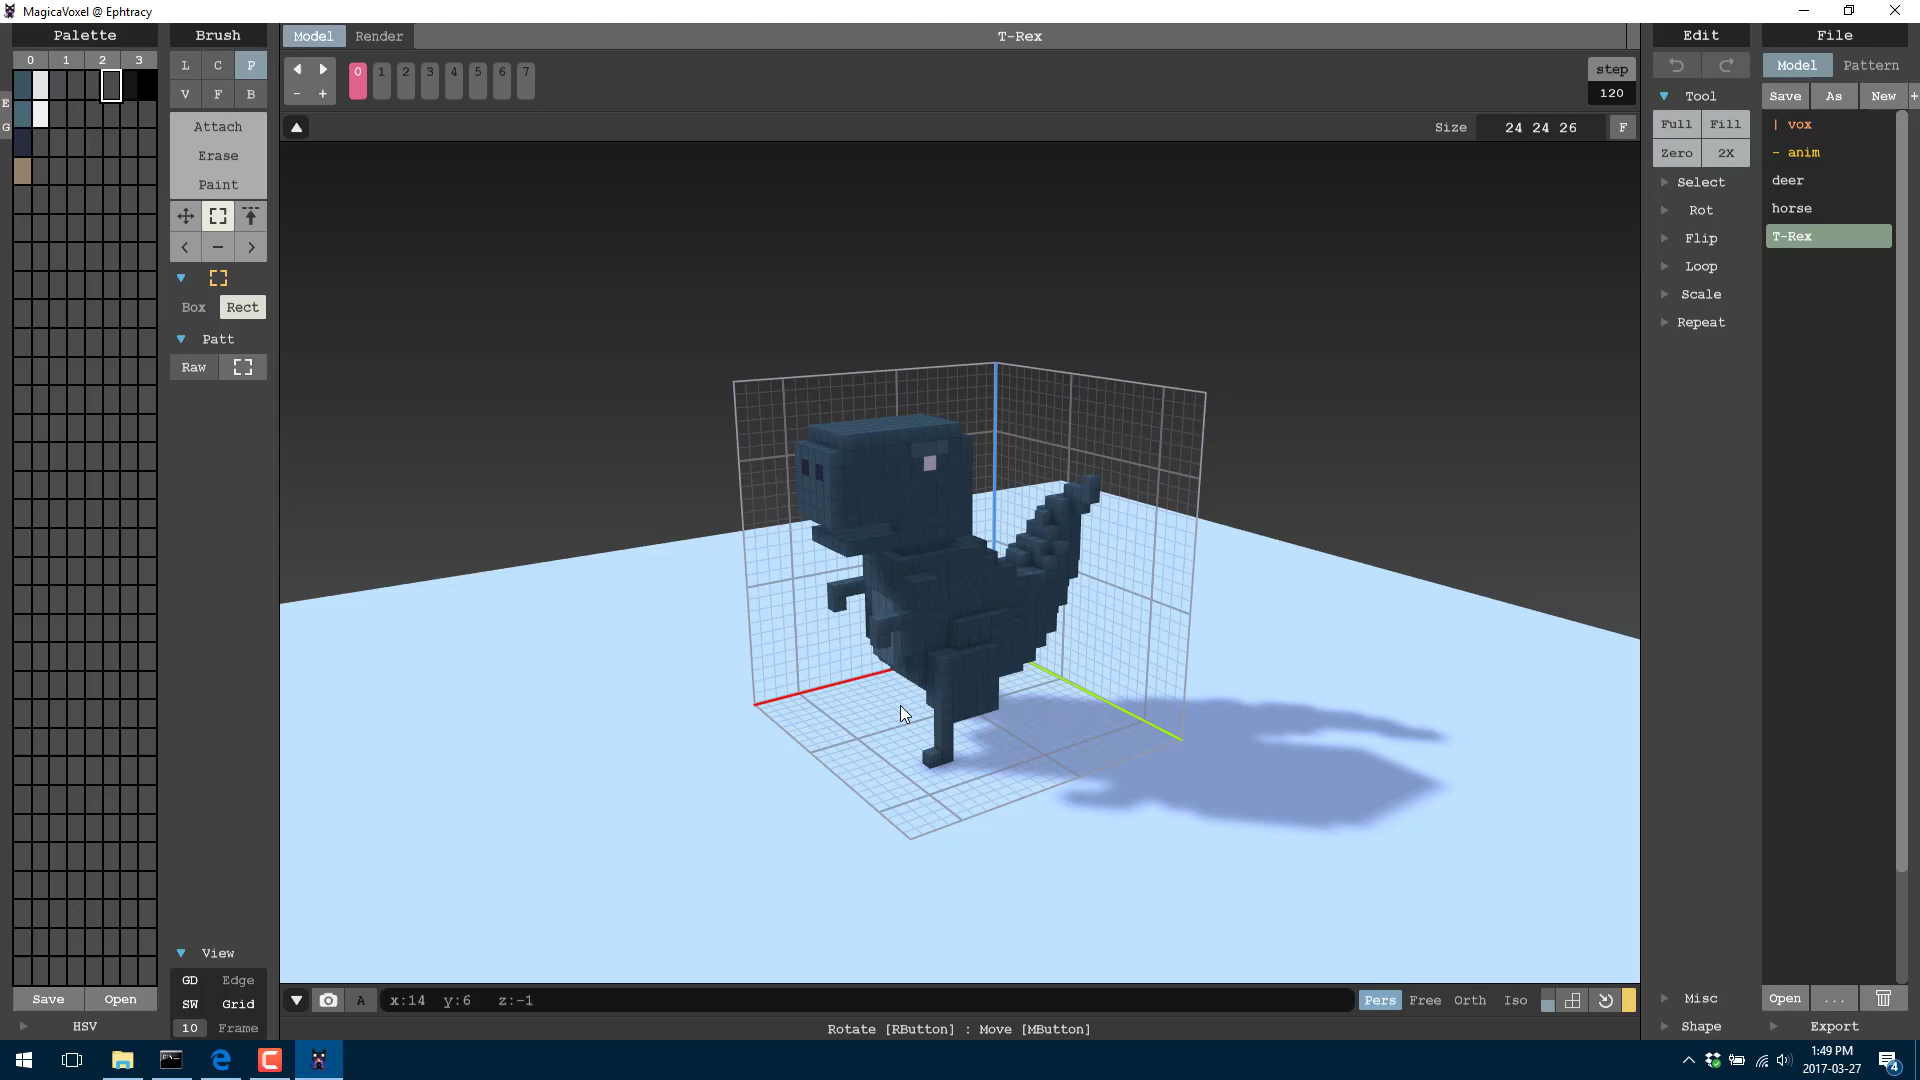 MagicaVoxel @ Ephtracy
Palette
0 1 2 3
E
G
Save Open
HSV
Brush
L C P
V F B
Attach
Erase
Paint
Box Rect
Patt
Raw
View
GD Edge
SW Grid
10 Frame
Model Render
T-Rex
0 1 2 3 4 5 6 7
step
120
Size 24 24 26 F
A x:14 y:6 z:-1
Pers Free Orth Iso
Rotate [RButton] : Move [MButton]
Edit
Tool
Full Fill
Zero 2X
Select
Rot
Flip
Loop
Scale
Repeat
Misc
Shape
File
Model Pattern
Save As New +
| vox
- anim
deer
horse
T-Rex
Open ...
Export
1:49 PM
2017-03-27
4